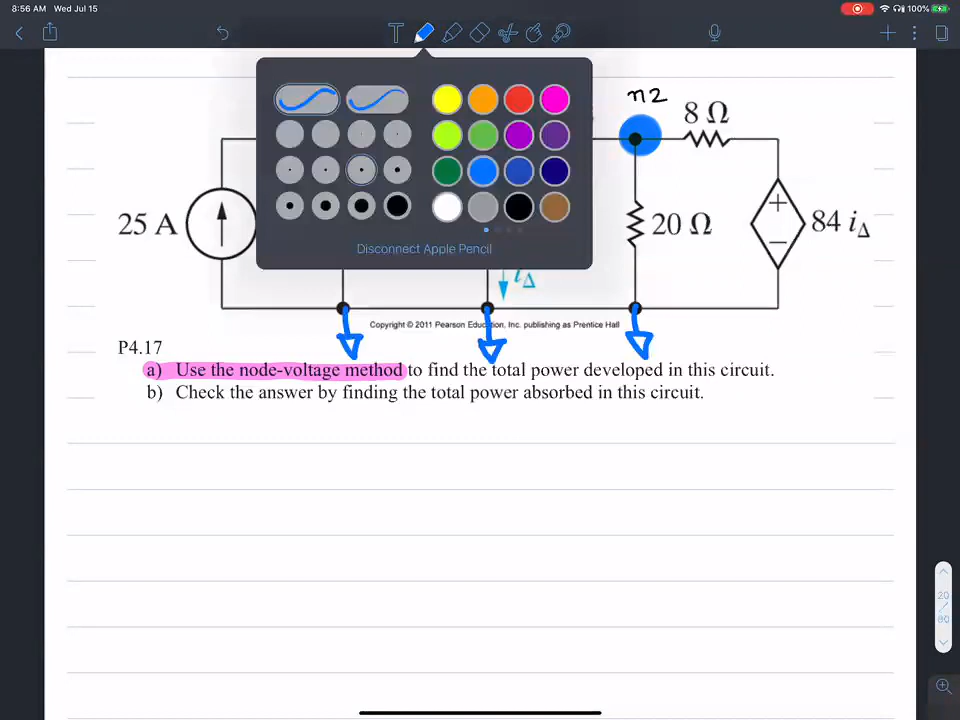 8:56 AM Wed Jul 15
100%
T
n2
8 Ω
25 A
20 Ω
+
−
84 iΔ
Disconnect Apple Pencil
iΔ
Copyright © 2011 Pearson Education, Inc. publishing as Prentice Hall
P4.17
a) Use the node-voltage method to find the total power developed in this circuit.
b) Check the answer by finding the total power absorbed in this circuit.
20
80